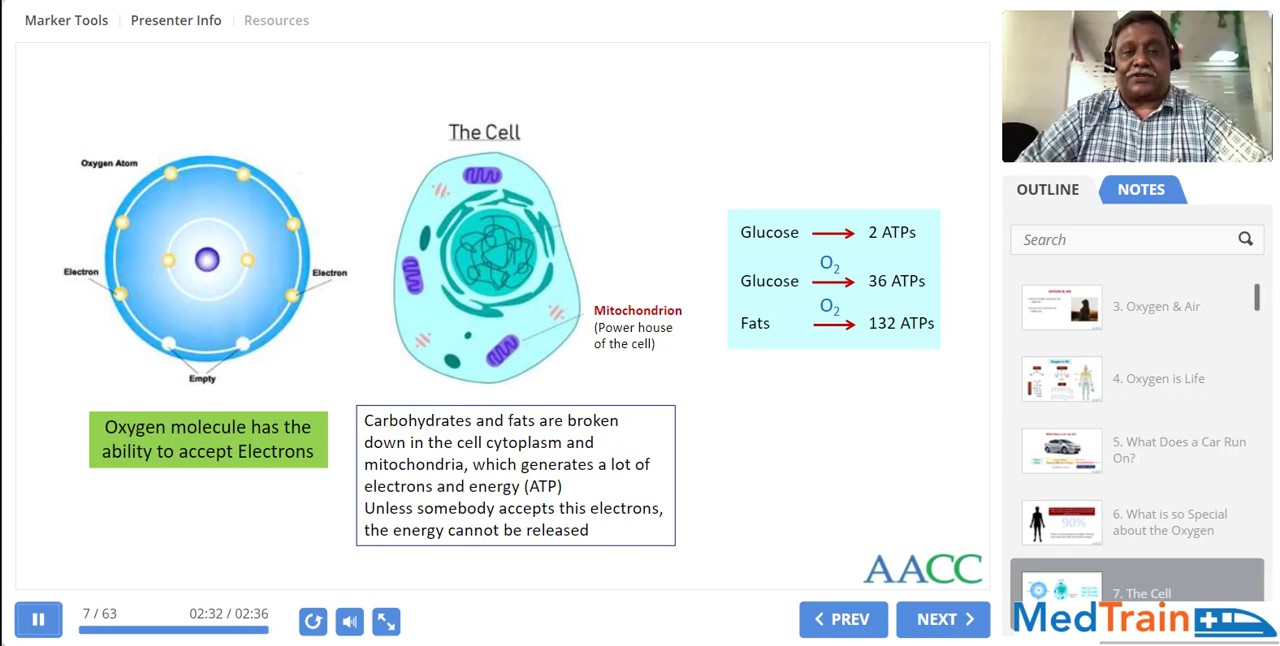 Marker Tools
Presenter Info
Resources
The Cell
Oxygen Atom
Electron
Electron
Empty
Mitochondrion
(Power house
of the cell)
Glucose → 2 ATPs
O2
Glucose → 36 ATPs
O2
Fats → 132 ATPs
Oxygen molecule has the
ability to accept Electrons
Carbohydrates and fats are broken
down in the cell cytoplasm and
mitochondria, which generates a lot of
electrons and energy (ATP)
Unless somebody accepts this electrons,
the energy cannot be released
AACC
7 / 63
02:32 / 02:36
PREV
NEXT
OUTLINE
NOTES
Search
3. Oxygen & Air
4. Oxygen is Life
5. What Does a Car Run
On?
90%
6. What is so Special
about the Oxygen
7. The Cell
MedTrain